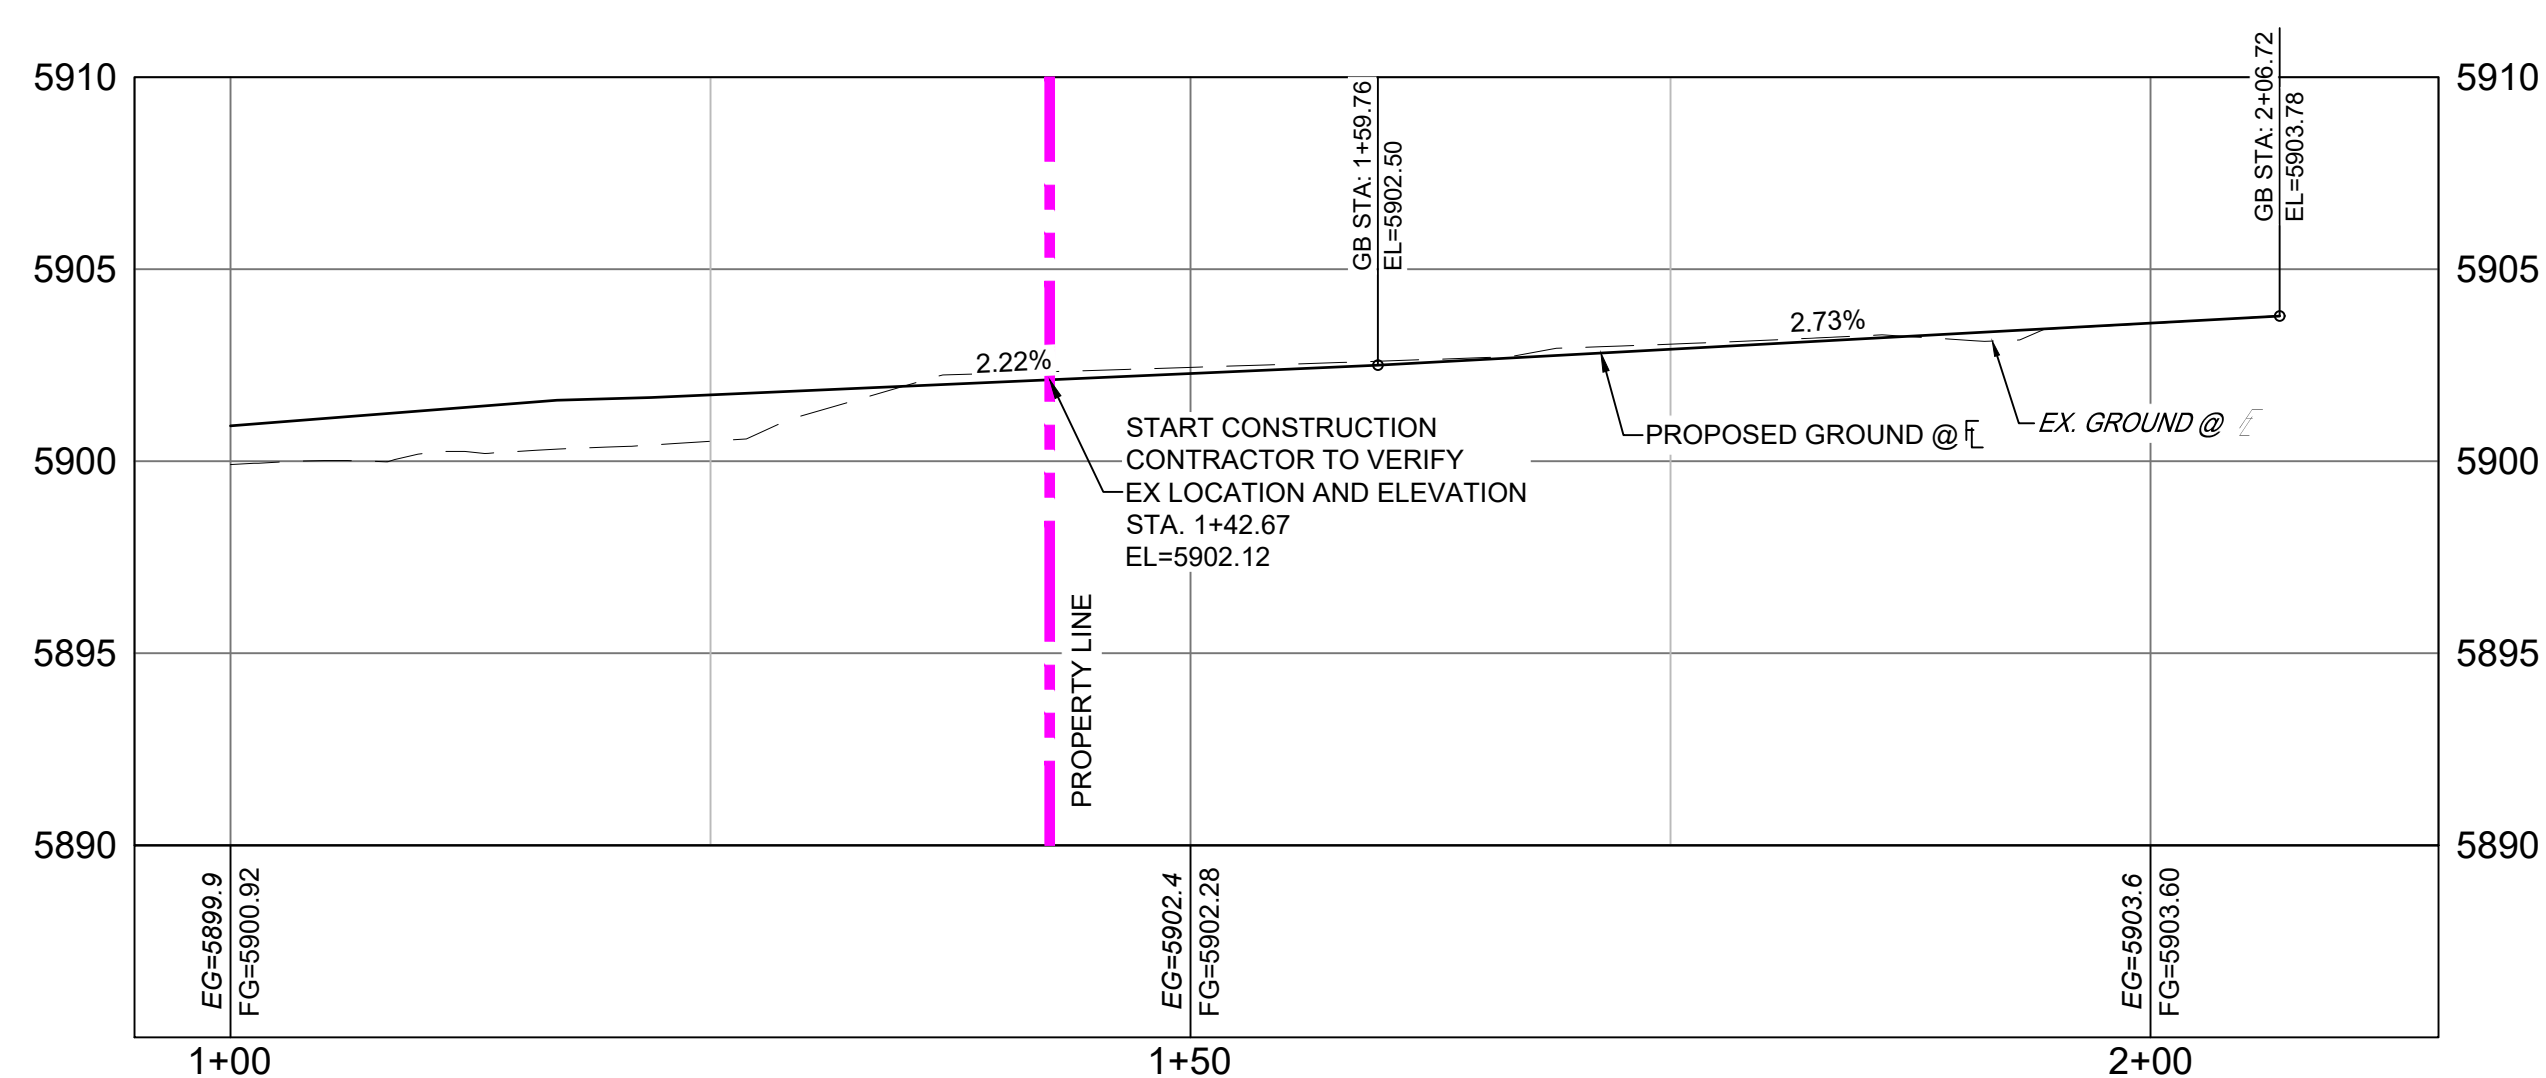 GB STA: 2+06.72
EL=5903.78
5910
5910
GB STA: 1+59.76
EL=5902.50
5905
5905
2.73%
2.22%
START CONSTRUCTION
CONTRACTOR TO VERIFY
EX LOCATION AND ELEVATION
STA. 1+42.67
EL=5902.12
PROPOSED GROUND @ FL
EX. GROUND @ FL
5900
5900
PROPERTY LINE
5895
5895
5890
5890
EG=5899.9
FG=5900.92
EG=5902.4
FG=5902.28
EG=5903.6
FG=5903.60
1+00
1+50
2+00